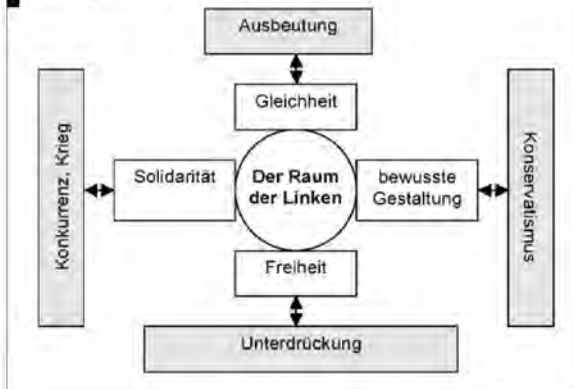 Ausbeutung
Gleichheit
Konkurrenz, Krieg
Solidarität
Der Raum
der Linken
bewusste
Gestaltung
Konservatismus
Freiheit
Unterdrückung